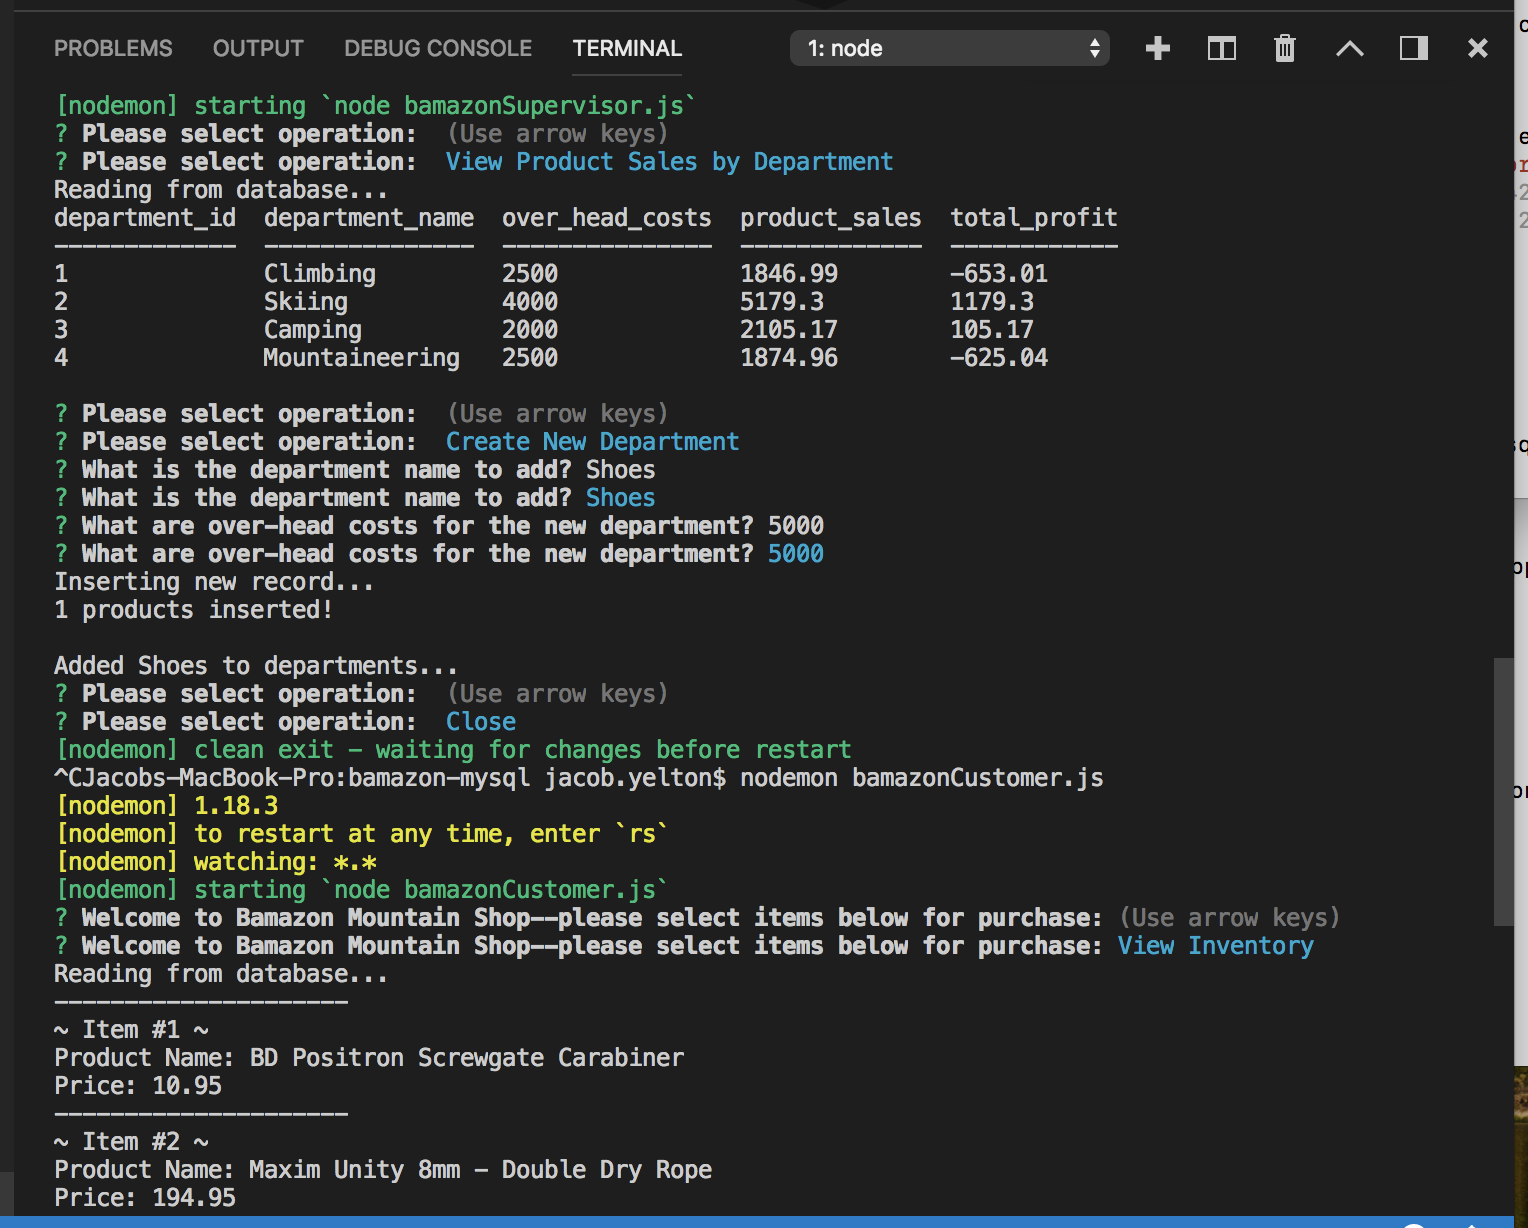 PROBLEMS OUTPUT DEBUG CONSOLE TERMINAL 1: node
[nodemon] starting `node bamazonSupervisor.js`
? Please select operation:  (Use arrow keys)
? Please select operation:  View Product Sales by Department
Reading from database...
department_id  department_name  over_head_costs  product_sales  total_profit
-------------  ---------------  ---------------  -------------  ------------
1              Climbing         2500             1846.99        -653.01
2              Skiing           4000             5179.3         1179.3
3              Camping          2000             2105.17        105.17
4              Mountaineering   2500             1874.96        -625.04
? Please select operation:  (Use arrow keys)
? Please select operation:  Create New Department
? What is the department name to add? Shoes
? What is the department name to add? Shoes
? What are over-head costs for the new department? 5000
? What are over-head costs for the new department? 5000
Inserting new record...
1 products inserted!
Added Shoes to departments...
? Please select operation:  (Use arrow keys)
? Please select operation:  Close
[nodemon] clean exit - waiting for changes before restart
^CJacobs-MacBook-Pro:bamazon-mysql jacob.yelton$ nodemon bamazonCustomer.js
[nodemon] 1.18.3
[nodemon] to restart at any time, enter `rs`
[nodemon] watching: *.*
[nodemon] starting `node bamazonCustomer.js`
? Welcome to Bamazon Mountain Shop--please select items below for purchase: (Use arrow keys)
? Welcome to Bamazon Mountain Shop--please select items below for purchase: View Inventory
Reading from database...
---------------------
~ Item #1 ~
Product Name: BD Positron Screwgate Carabiner
Price: 10.95
---------------------
~ Item #2 ~
Product Name: Maxim Unity 8mm - Double Dry Rope
Price: 194.95